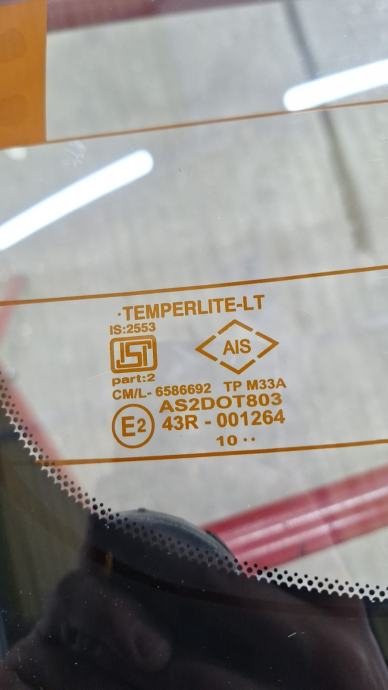 ·TEMPERLITE-LT
IS:2553
ISI
AIS
part:2
CM/L- 6586692 TP M33A
AS2DOT803
E2
43R - 001264
10 ··